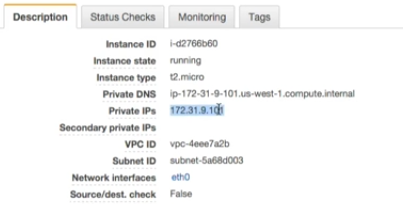 Description Status Checks Monitoring Tags
Instance ID i-d2766b60
Instance state running
Instance type t2.micro
Private DNS ip-172-31-9-101.us-west-1.compute.internal
Private IPs 172.31.9.101
Secondary private IPs
VPC ID vpc-4eee7a2b
Subnet ID subnet-5a68d003
Network interfaces eth0
Source/dest. check False